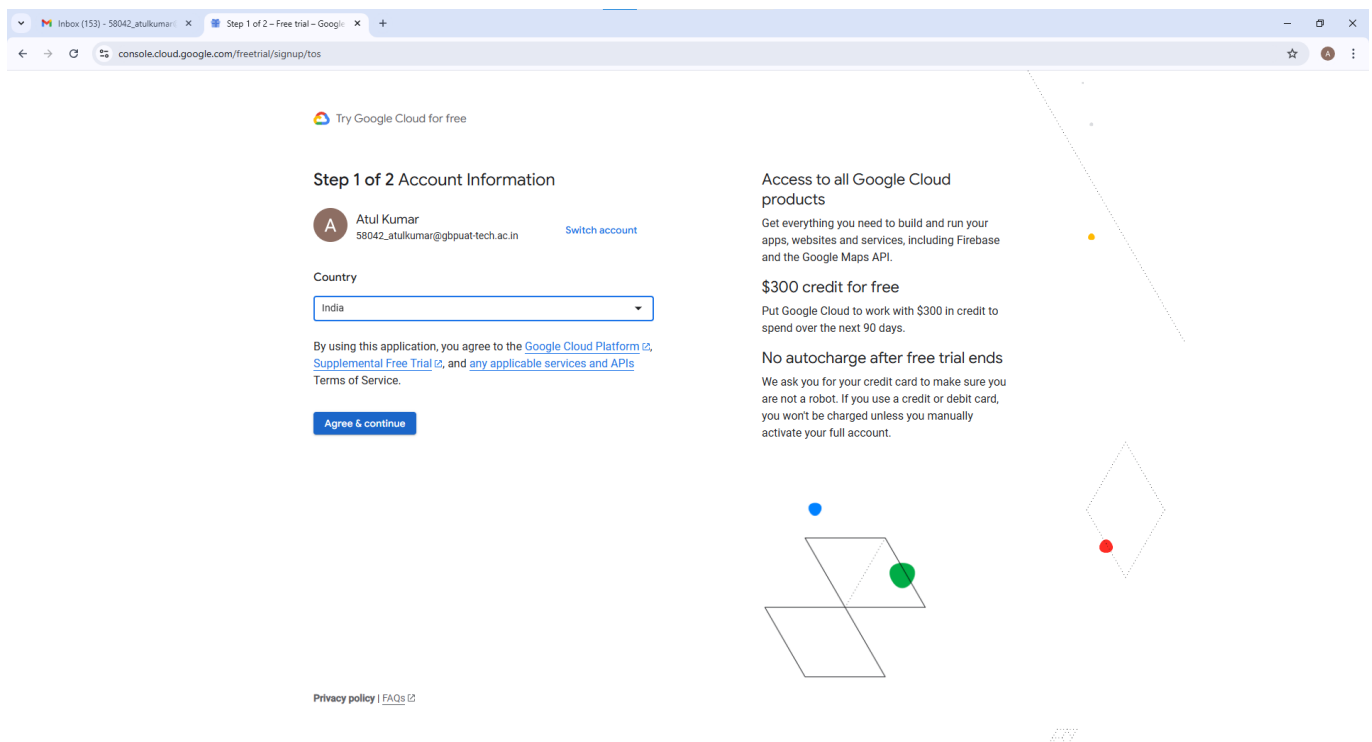 Inbox (153) - 58042_atulkumar
Step 1 of 2 – Free trial – Google
console.cloud.google.com/freetrial/signup/tos
A
Try Google Cloud for free
Step 1 of 2 Account Information
A
Atul Kumar
58042_atulkumar@gbpuat-tech.ac.in
Switch account
Country
India
By using this application, you agree to the Google Cloud Platform,
Supplemental Free Trial, and any applicable services and APIs
Terms of Service.
Agree & continue
Privacy policy | FAQs
Access to all Google Cloud
products
Get everything you need to build and run your
apps, websites and services, including Firebase
and the Google Maps API.
$300 credit for free
Put Google Cloud to work with $300 in credit to
spend over the next 90 days.
No autocharge after free trial ends
We ask you for your credit card to make sure you
are not a robot. If you use a credit or debit card,
you won't be charged unless you manually
activate your full account.